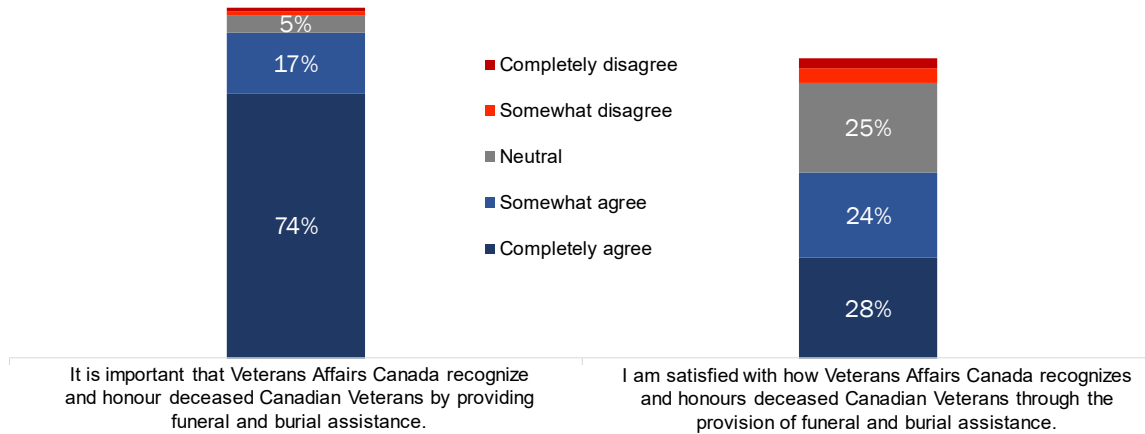 5%
17%
74%
Completely disagree
Somewhat disagree
Neutral
Somewhat agree
Completely agree
25%
24%
28%
It is important that Veterans Affairs Canada recognize
and honour deceased Canadian Veterans by providing
funeral and burial assistance.
I am satisfied with how Veterans Affairs Canada recognizes
and honours deceased Canadian Veterans through the
provision of funeral and burial assistance.